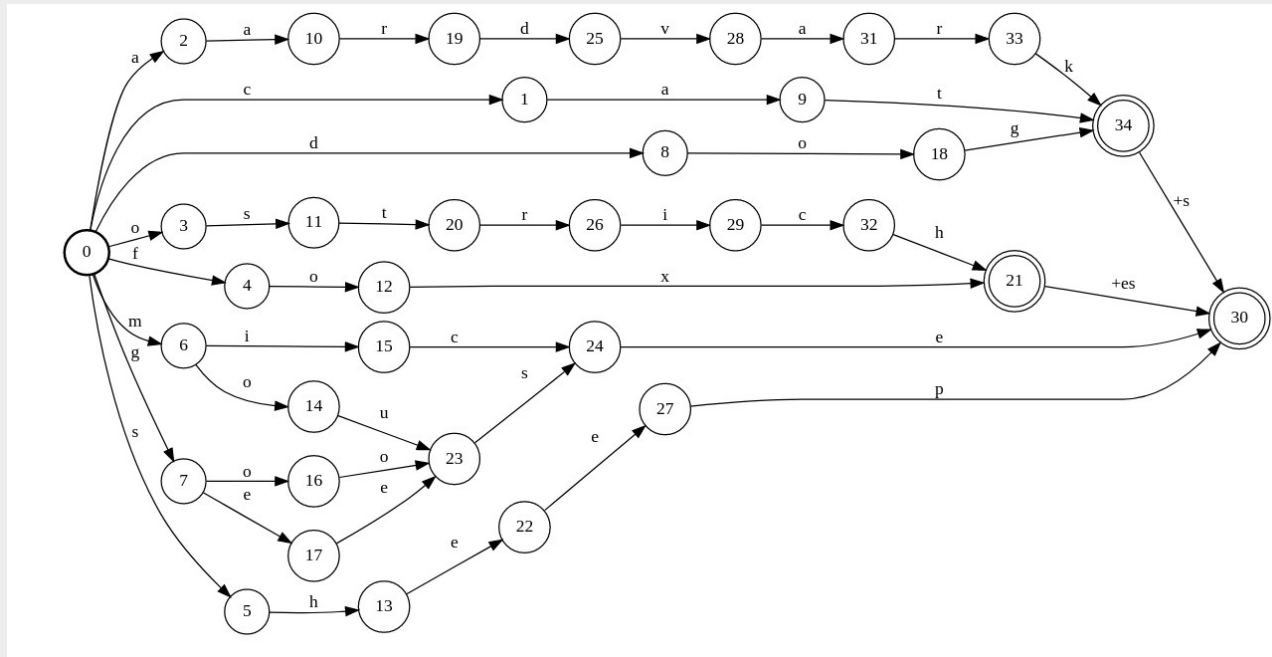 2 a 10 r 19 d 25 v 28 a 31 r 33
a k
c 1 a 9 t 34
d 8 o 18 g
+s
0 o 3 s 11 t 20 r 26 i 29 c 32 h 21 +es 30
f 4 o 12 x
m 6 i 15 c 24 e
g o 14 u s 27 p
s 7 o 16 o 23 e
e 17 e 22
5 h 13 e